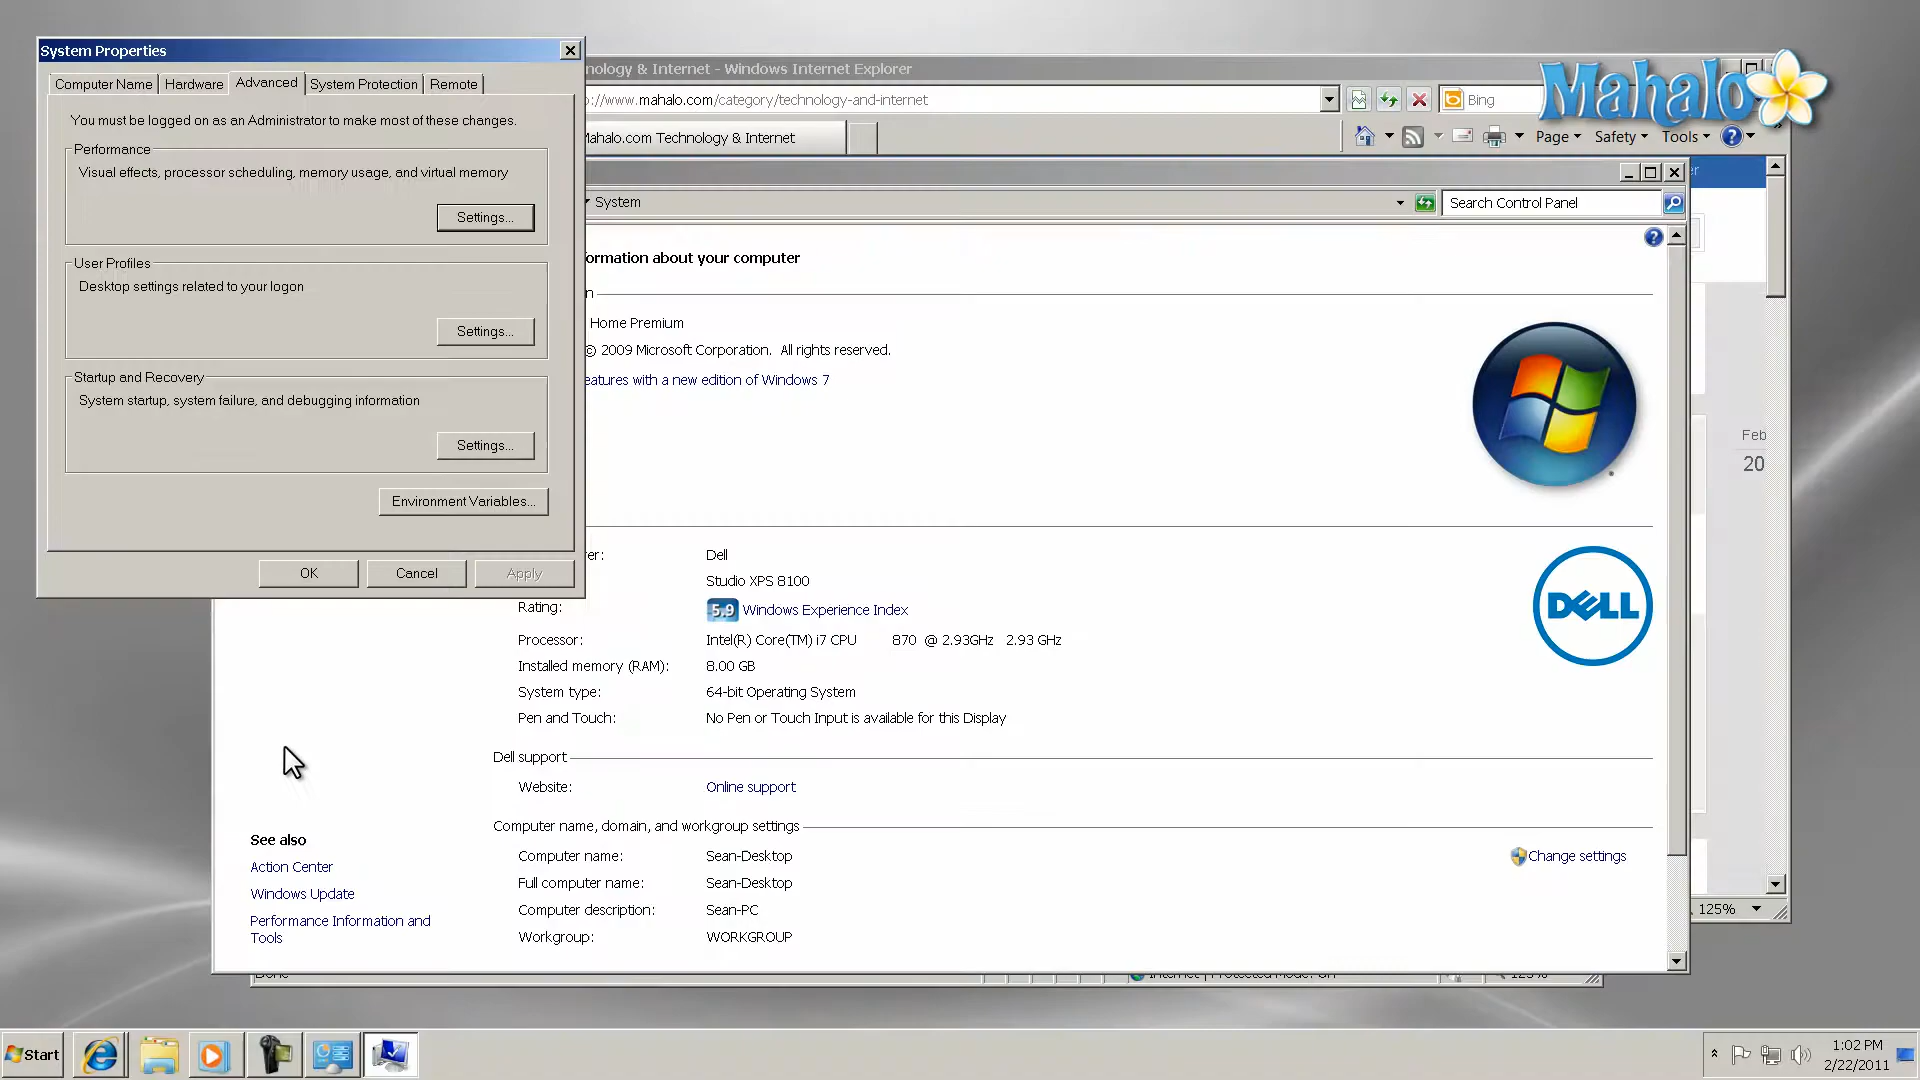 System Properties
Computer Name
Hardware
Advanced
System Protection
Remote
You must be logged on as an Administrator to make most of these changes.
Performance
Visual effects, processor scheduling, memory usage, and virtual memory
Settings...
User Profiles
Desktop settings related to your logon
Settings...
Startup and Recovery
System startup, system failure, and debugging information
Settings...
Environment Variables...
OK
Cancel
Apply
nology & Internet - Windows Internet Explorer
://www.mahalo.com/category/technology-and-internet
Bing
Mahalo
Mahalo.com Technology & Internet
Page
Safety
Tools
er
System
Search Control Panel
ormation about your computer
n
Home Premium
© 2009 Microsoft Corporation. All rights reserved.
eatures with a new edition of Windows 7
Feb
20
er:
Dell
Studio XPS 8100
DELL
Rating:
5.9
Windows Experience Index
Processor:
Intel(R) Core(TM) i7 CPU 870 @ 2.93GHz 2.93 GHz
Installed memory (RAM):
8.00 GB
System type:
64-bit Operating System
Pen and Touch:
No Pen or Touch Input is available for this Display
Dell support
Website:
Online support
Computer name, domain, and workgroup settings
Computer name:
Sean-Desktop
Change settings
Full computer name:
Sean-Desktop
Computer description:
Sean-PC
Workgroup:
WORKGROUP
See also
Action Center
Windows Update
Performance Information and
Tools
125%
Done
Internet | Protected Mode: On
125%
Start
1:02 PM
2/22/2011